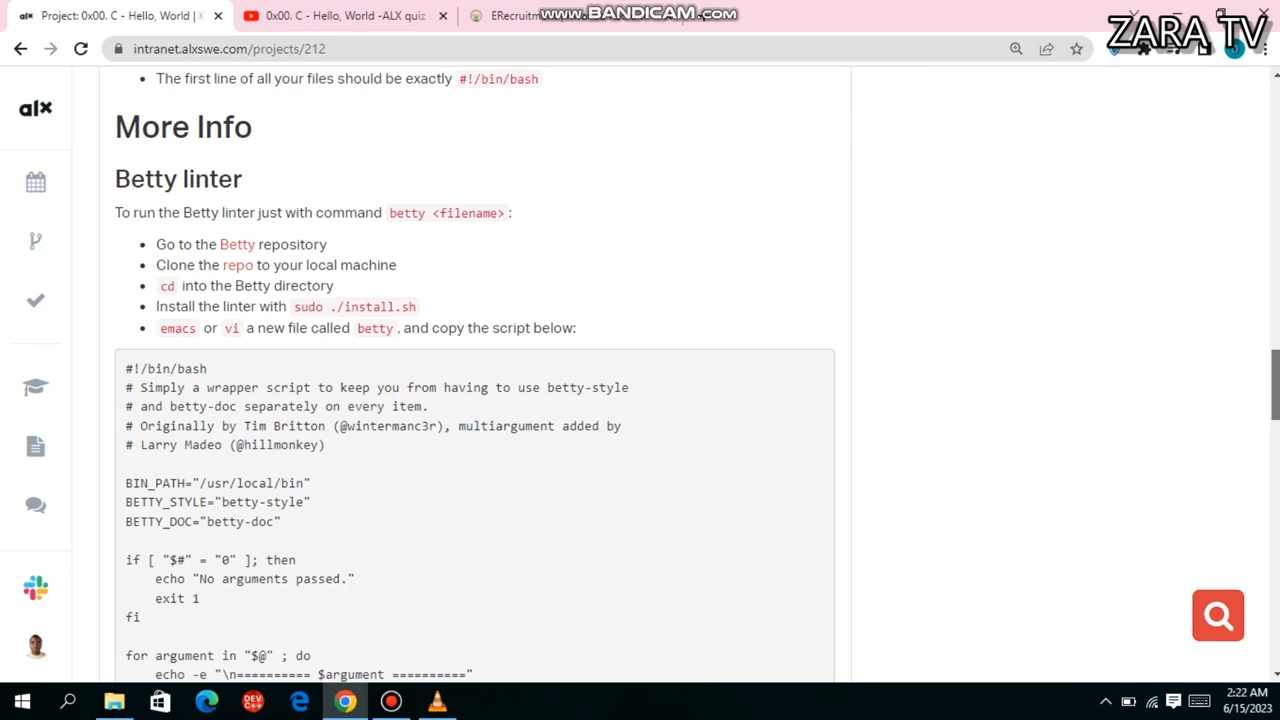 Project: 0x00. C - Hello, World | K
0x00. C - Hello, World -ALX quiz
ERecruitm
www.BANDICAM.com
ZARA TV
intranet.alxswe.com/projects/212
alx
The first line of all your files should be exactly #!/bin/bash
More Info
Betty linter
To run the Betty linter just with command betty <filename> :
• Go to the Betty repository
• Clone the repo to your local machine
• cd into the Betty directory
• Install the linter with sudo ./install.sh
• emacs or vi a new file called betty , and copy the script below:
#!/bin/bash
# Simply a wrapper script to keep you from having to use betty-style
# and betty-doc separately on every item.
# Originally by Tim Britton (@wintermanc3r), multiargument added by
# Larry Madeo (@hillmonkey)
BIN_PATH="/usr/local/bin"
BETTY_STYLE="betty-style"
BETTY_DOC="betty-doc"
if [ "$#" = "0" ]; then
    echo "No arguments passed."
    exit 1
fi
for argument in "$@" ; do
    echo -e "\n========== $argument =========="
DEV C++
2:22 AM
6/15/2023